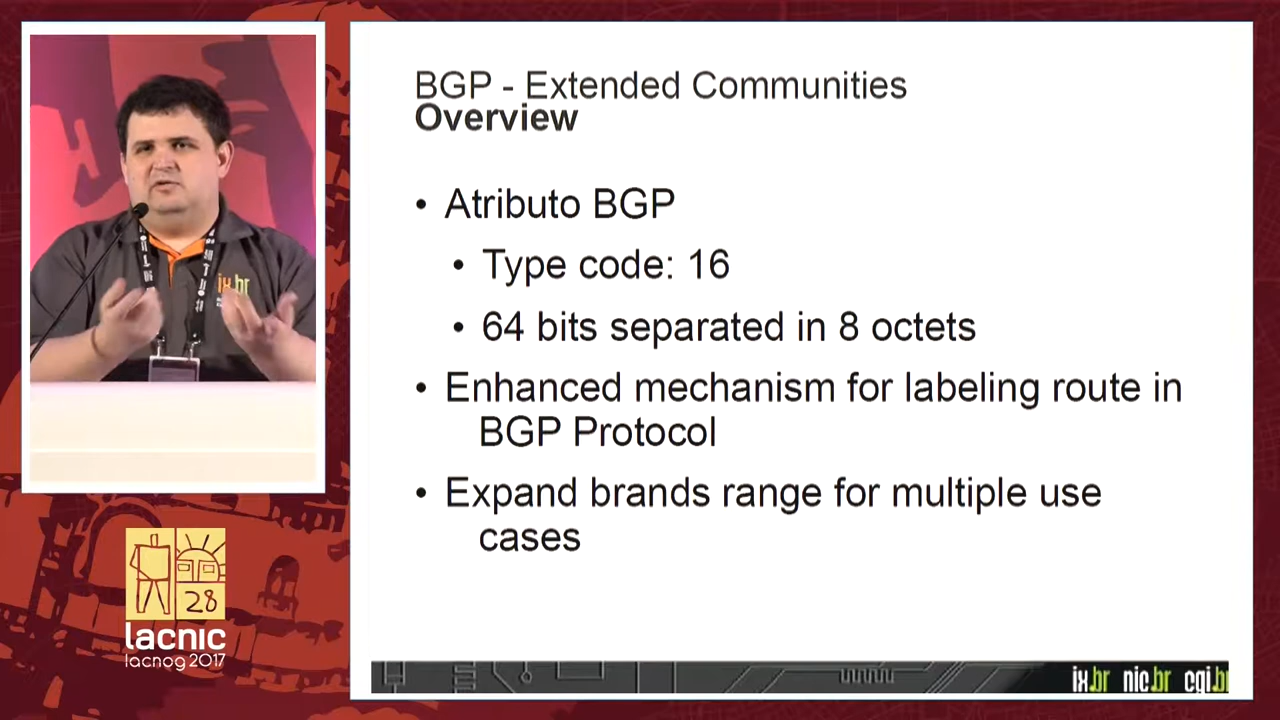 BGP - Extended Communities
Overview
• Atributo BGP
• Type code: 16
• 64 bits separated in 8 octets
• Enhanced mechanism for labeling route in
BGP Protocol
• Expand brands range for multiple use
cases
ix.br
28
lacnic
lacnog 2017
ix.br nic.br cgi.br